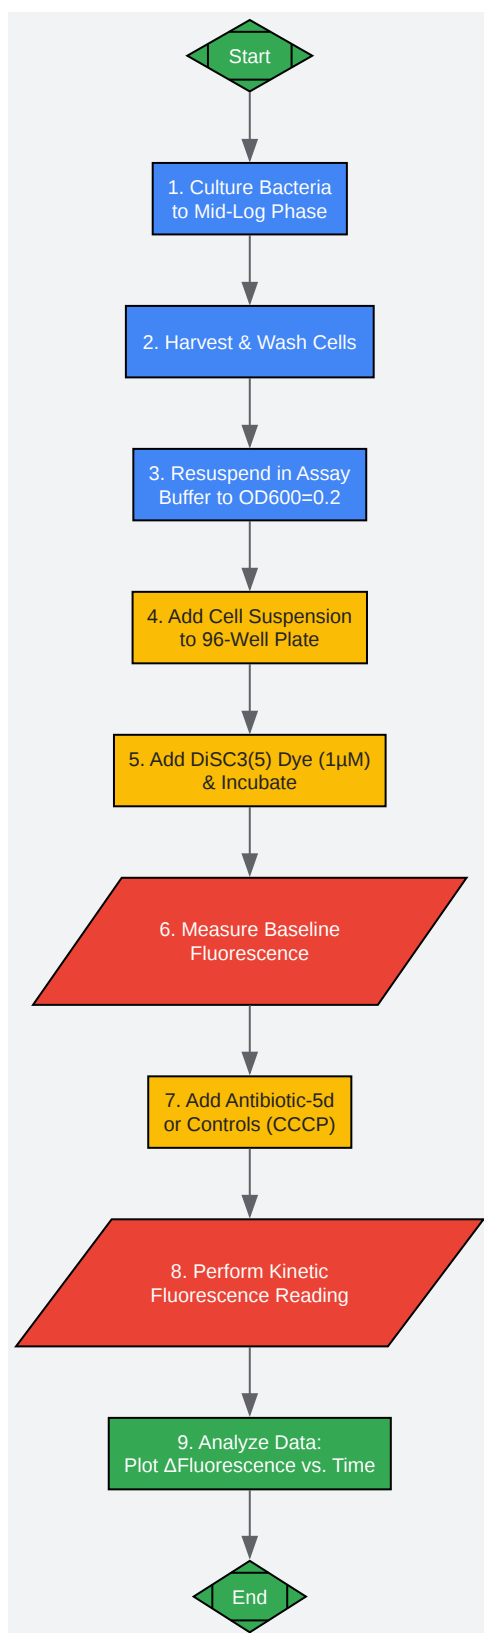 Start
1. Culture Bacteria
to Mid-Log Phase
2. Harvest & Wash Cells
3. Resuspend in Assay
Buffer to OD600=0.2
4. Add Cell Suspension
to 96-Well Plate
5. Add DiSC3(5) Dye (1µM)
& Incubate
6. Measure Baseline
Fluorescence
7. Add Antibiotic-5d
or Controls (CCCP)
8. Perform Kinetic
Fluorescence Reading
9. Analyze Data:
Plot ΔFluorescence vs. Time
End